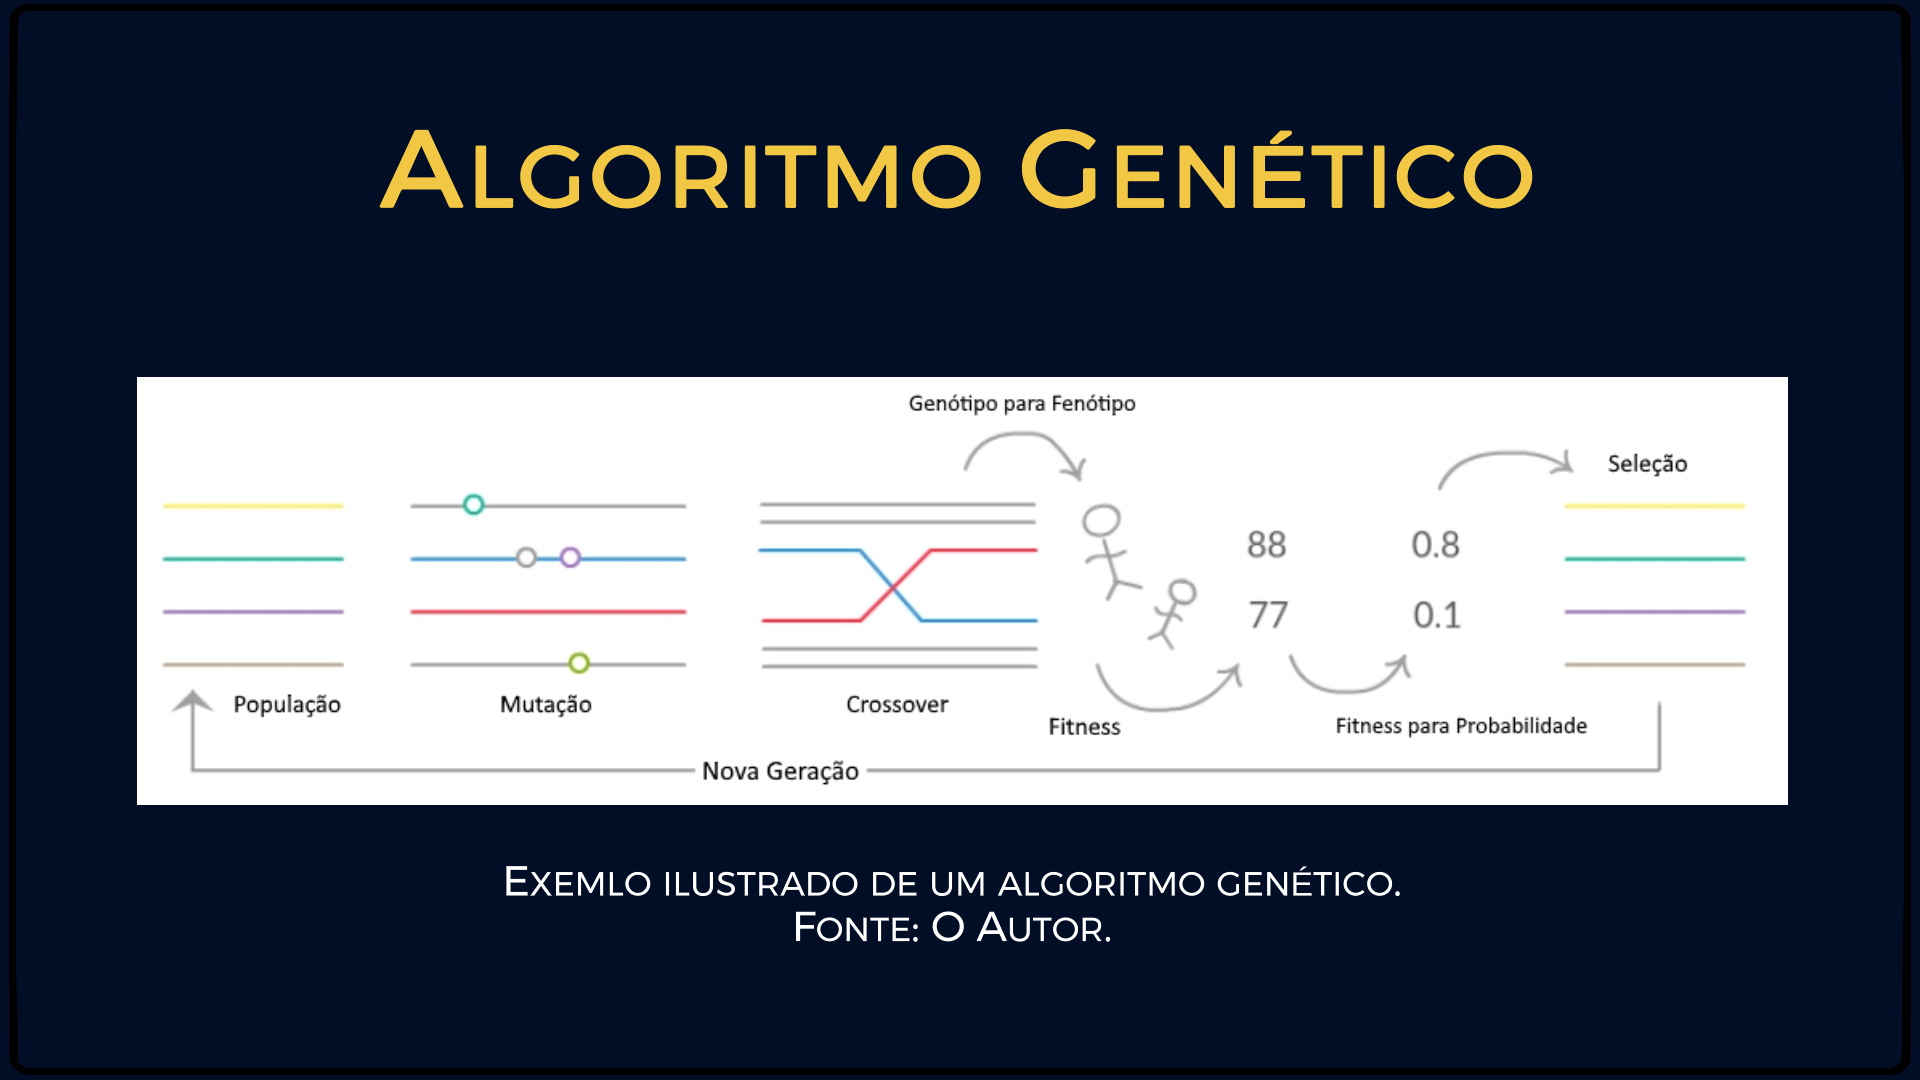 Algoritmo Genético
Genótipo para Fenótipo
Seleção
88 0.8
77 0.1
População Mutação Crossover
Fitness Fitness para Probabilidade
Nova Geração
Exemlo ilustrado de um algoritmo genético.
Fonte: O Autor.